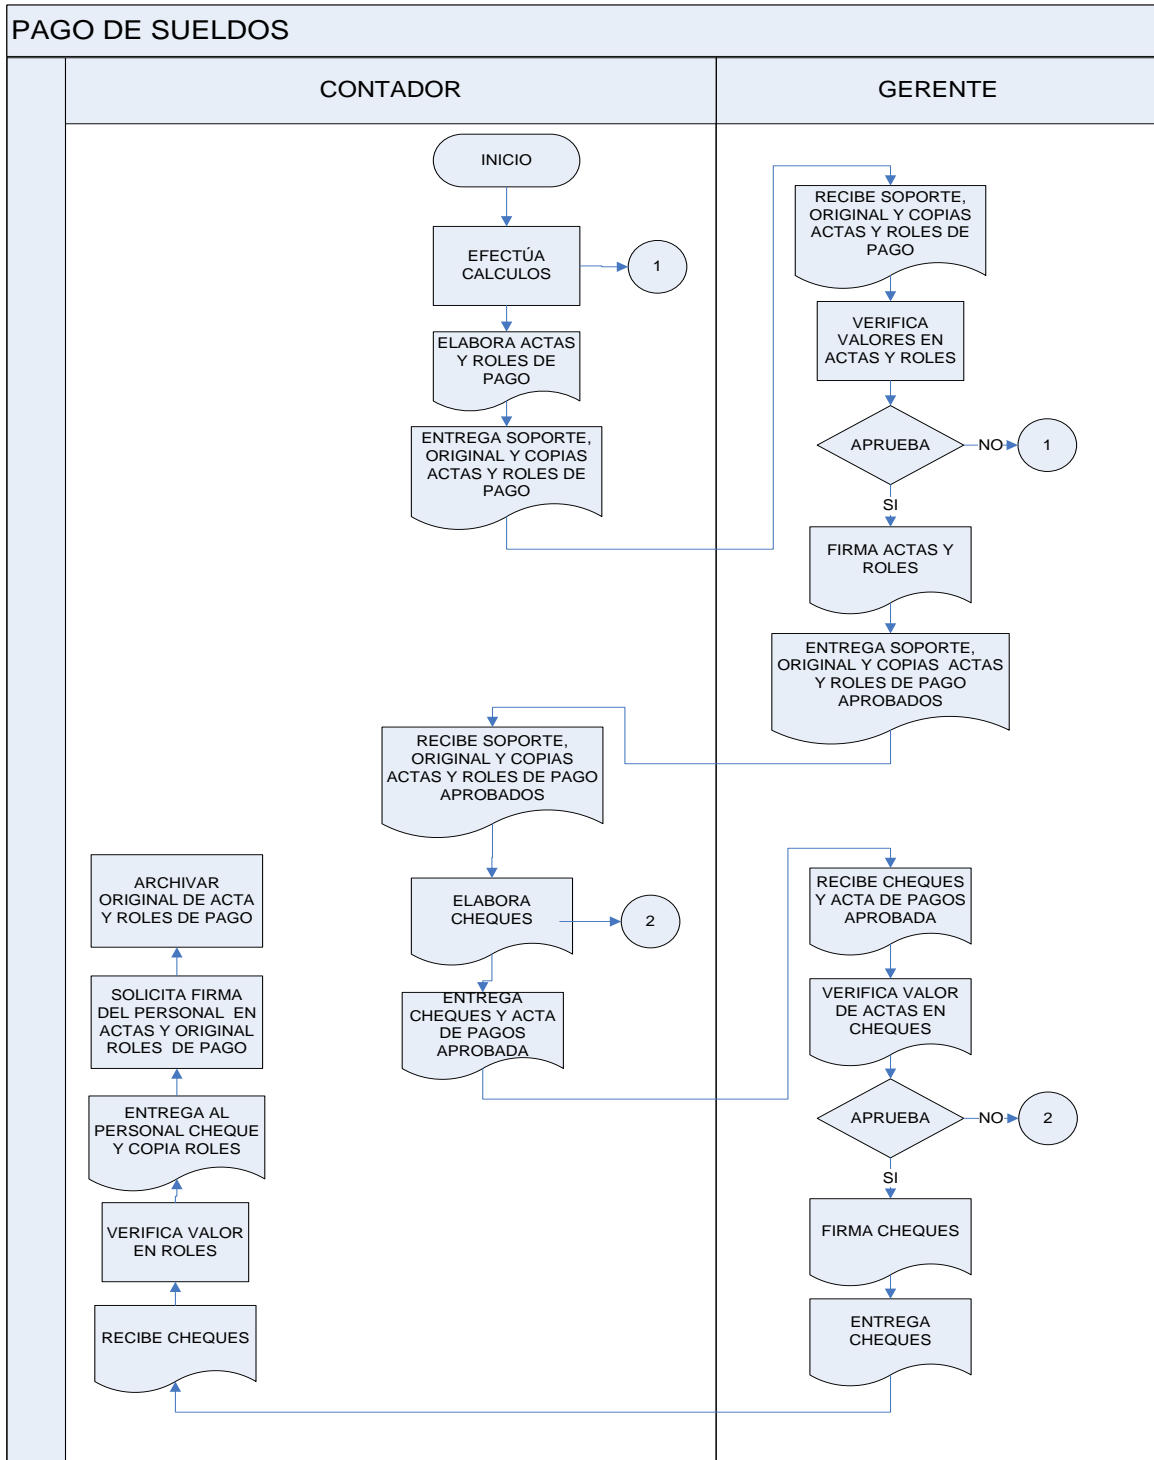 PAGO DE SUELDOS
CONTADOR
GERENTE
INICIO
EFECTÚA
CALCULOS
1
ELABORA ACTAS
Y ROLES DE
PAGO
ENTREGA SOPORTE,
ORIGINAL Y COPIAS
ACTAS Y ROLES DE
PAGO
RECIBE SOPORTE,
ORIGINAL Y COPIAS
ACTAS Y ROLES DE
PAGO
VERIFICA
VALORES EN
ACTAS Y ROLES
APRUEBA
NO
1
SI
FIRMA ACTAS Y
ROLES
ENTREGA SOPORTE,
ORIGINAL Y COPIAS ACTAS
Y ROLES DE PAGO
APROBADOS
RECIBE SOPORTE,
ORIGINAL Y COPIAS
ACTAS Y ROLES DE PAGO
APROBADOS
ELABORA
CHEQUES
2
ENTREGA
CHEQUES Y ACTA
DE PAGOS
APROBADA
RECIBE CHEQUES
Y ACTA DE PAGOS
APROBADA
VERIFICA VALOR
DE ACTAS EN
CHEQUES
APRUEBA
NO
2
SI
FIRMA CHEQUES
ENTREGA
CHEQUES
RECIBE CHEQUES
VERIFICA VALOR
EN ROLES
ENTREGA AL
PERSONAL CHEQUE
Y COPIA ROLES
SOLICITA FIRMA
DEL PERSONAL EN
ACTAS Y ORIGINAL
ROLES DE PAGO
ARCHIVAR
ORIGINAL DE ACTA
Y ROLES DE PAGO